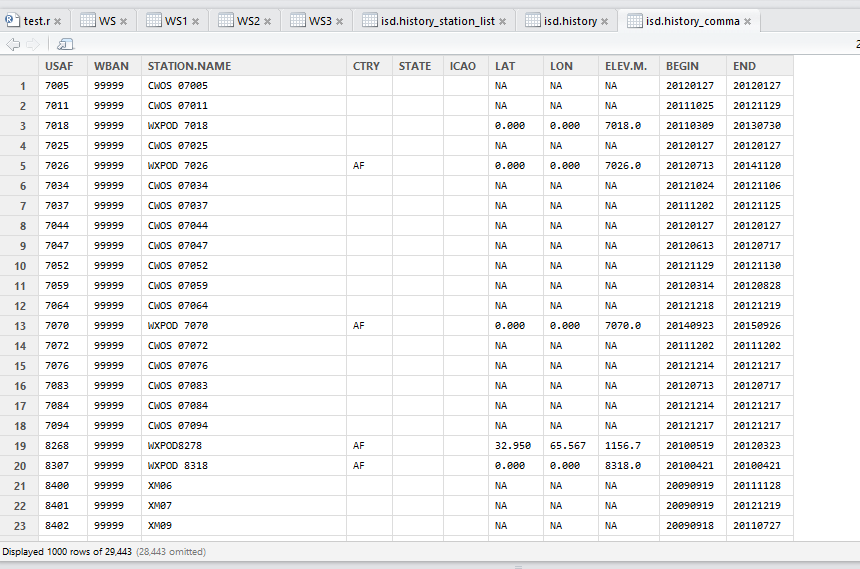 test.r WS WS1 WS2 WS3 isd.history_station_list isd.history isd.history_comma
2
USAF WBAN STATION.NAME CTRY STATE ICAO LAT LON ELEV.M. BEGIN END
1 7005 99999 CWOS 07005 NA NA NA 20120127 20120127
2 7011 99999 CWOS 07011 NA NA NA 20111025 20121129
3 7018 99999 WXPOD 7018 0.000 0.000 7018.0 20110309 20130730
4 7025 99999 CWOS 07025 NA NA NA 20120127 20120127
5 7026 99999 WXPOD 7026 AF 0.000 0.000 7026.0 20120713 20141120
6 7034 99999 CWOS 07034 NA NA NA 20121024 20121106
7 7037 99999 CWOS 07037 NA NA NA 20111202 20121125
8 7044 99999 CWOS 07044 NA NA NA 20120127 20120127
9 7047 99999 CWOS 07047 NA NA NA 20120613 20120717
10 7052 99999 CWOS 07052 NA NA NA 20121129 20121130
11 7059 99999 CWOS 07059 NA NA NA 20120314 20120828
12 7064 99999 CWOS 07064 NA NA NA 20121218 20121219
13 7070 99999 WXPOD 7070 AF 0.000 0.000 7070.0 20140923 20150926
14 7072 99999 CWOS 07072 NA NA NA 20111202 20111202
15 7076 99999 CWOS 07076 NA NA NA 20121214 20121217
16 7083 99999 CWOS 07083 NA NA NA 20120713 20120717
17 7084 99999 CWOS 07084 NA NA NA 20121214 20121217
18 7094 99999 CWOS 07094 NA NA NA 20121217 20121217
19 8268 99999 WXPOD8278 AF 32.950 65.567 1156.7 20100519 20120323
20 8307 99999 WXPOD 8318 AF 0.000 0.000 8318.0 20100421 20100421
21 8400 99999 XM06 NA NA NA 20090919 20111128
22 8401 99999 XM07 NA NA NA 20090919 20121219
23 8402 99999 XM09 NA NA NA 20090918 20110727
Displayed 1000 rows of 29,443 (28,443 omitted)